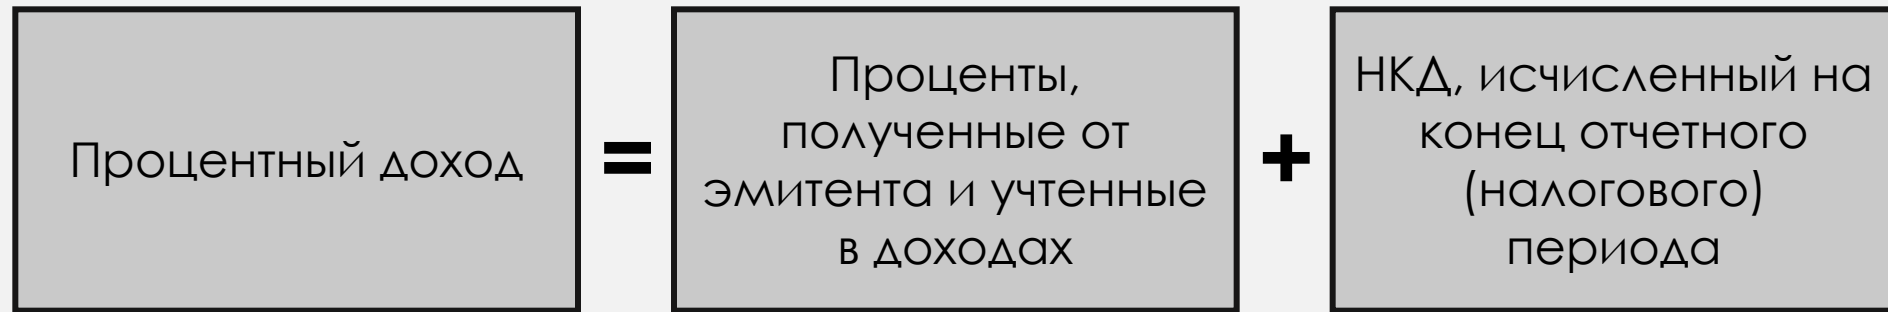 Процентный доход
=
Проценты,
полученные от
эмитента и учтенные
в доходах
+
НКД, исчисленный на
конец отчетного
(налогового)
периода